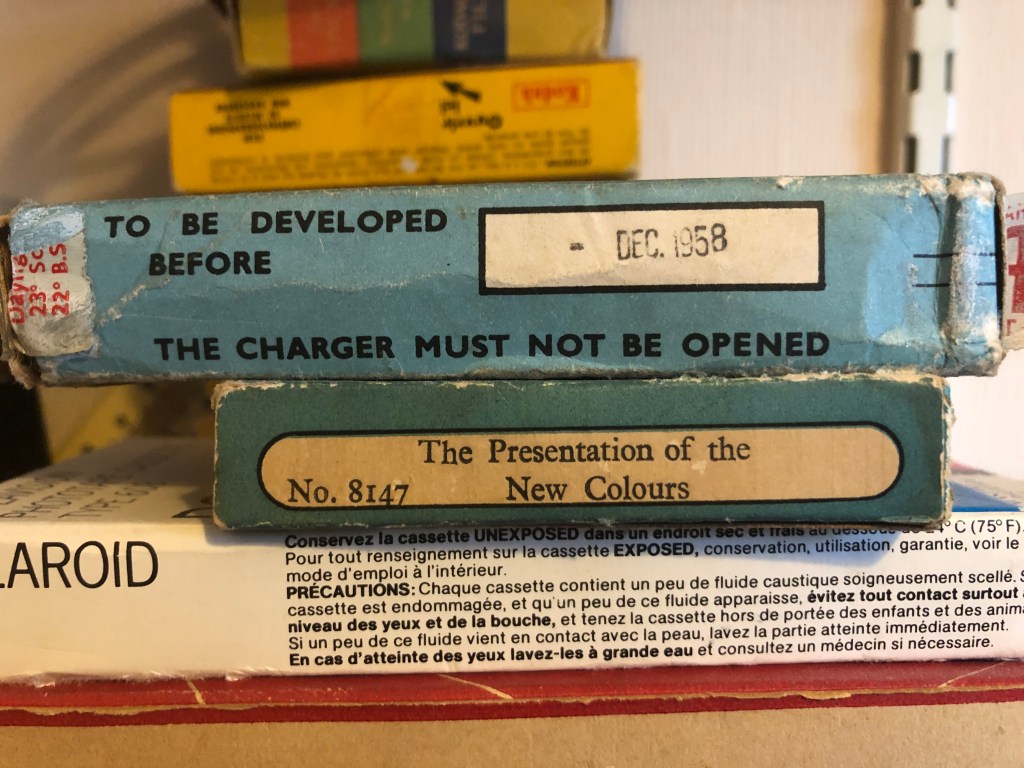 Kodak
TO BE DEVELOPED
BEFORE
- DEC. 1958
THE CHARGER MUST NOT BE OPENED
23° Sc
22° B.S
The Presentation of the
No. 8147 New Colours
LAROID
Conservez la cassette UNEXPOSED dans un endroit sec et frais au dessous de 24° C (75° F).
Pour tout renseignement sur la cassette EXPOSED, conservation, utilisation, garantie, voir le
mode d'emploi à l'intérieur.
PRÉCAUTIONS: Chaque cassette contient un peu de fluide caustique soigneusement scellé. S
cassette est endommagée, et qu'un peu de ce fluide apparaisse, évitez tout contact surtout
niveau des yeux et de la bouche, et tenez la cassette hors de portée des enfants et des anima
Si un peu de ce fluide vient en contact avec la peau, lavez la partie atteinte immédiatement.
En cas d'atteinte des yeux lavez-les à grande eau et consultez un médecin si nécessaire.